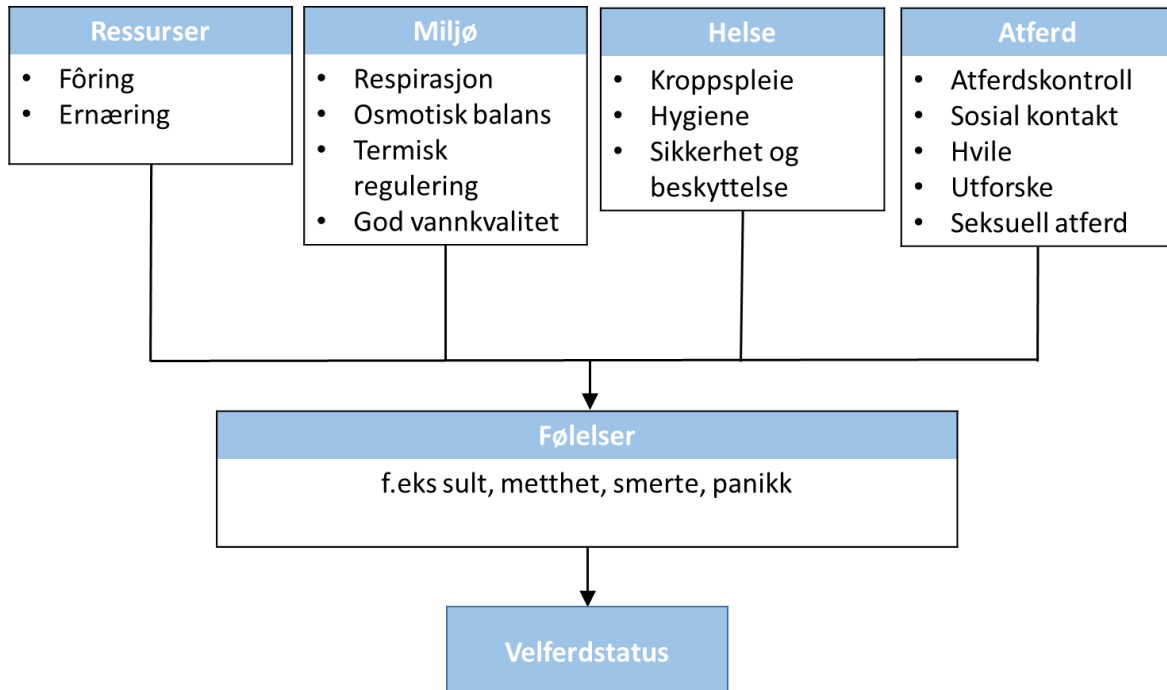 Ressurser
• Fôring
• Ernæring
Miljø
• Respirasjon
• Osmotisk balans
• Termisk
regulering
• God vannkvalitet
Helse
• Kroppspleie
• Hygiene
• Sikkerhet og
beskyttelse
Atferd
• Atferdskontroll
• Sosial kontakt
• Hvile
• Utforske
• Seksuell atferd
Følelser
f.eks sult, metthet, smerte, panikk
Velferdstatus